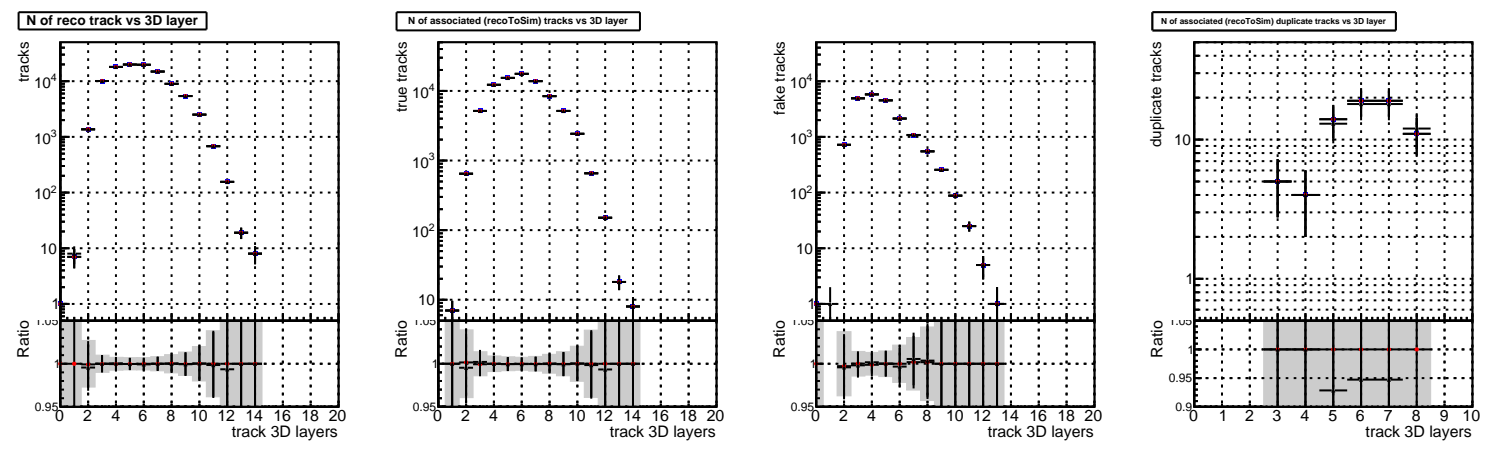 N of reco track vs 3D layer
tracks
10⁴
10³
10²
10
1
Ratio
1.05
1
0.95
0 2 4 6 8 10 12 14 16 18 20
track 3D layers
N of associated (recoToSim) tracks vs 3D layer
true tracks
10⁴
10³
10²
10
Ratio
1.05
1
0.95
0 2 4 6 8 10 12 14 16 18 20
track 3D layers
fake tracks
10⁴
10³
10²
10
1
Ratio
1.05
1
0.95
0 2 4 6 8 10 12 14 16 18 20
track 3D layers
N of associated (recoToSim) duplicate tracks vs 3D layer
duplicate tracks
10
1
Ratio
1.05
1
0.95
0.9
0 1 2 3 4 5 6 7 8 9 10
track 3D layers